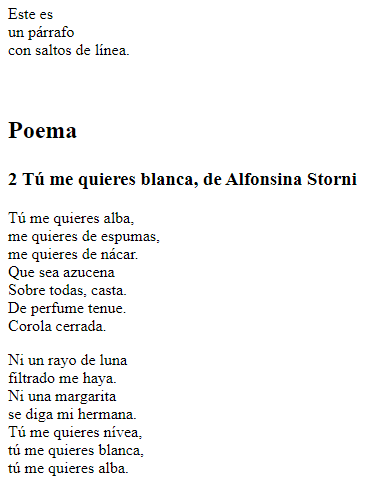 Este es
un párrafo
con saltos de línea.
Poema
2 Tú me quieres blanca, de Alfonsina Storni
Tú me quieres alba,
me quieres de espumas,
me quieres de nácar.
Que sea azucena
Sobre todas, casta.
De perfume tenue.
Corola cerrada.
Ni un rayo de luna
filtrado me haya.
Ni una margarita
se diga mi hermana.
Tú me quieres nívea,
tú me quieres blanca,
tú me quieres alba.